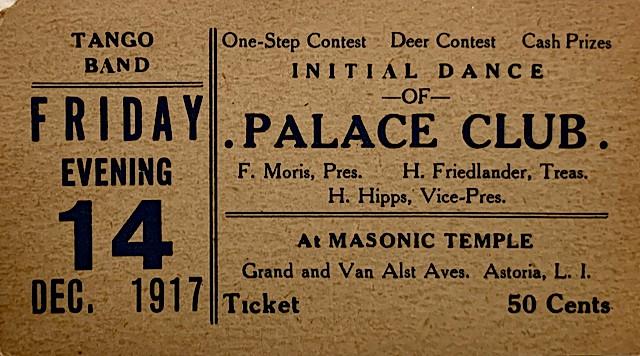 TANGO
BAND
FRIDAY
EVENING
14
DEC. 1917
One-Step Contest Deer Contest Cash Prizes
INITIAL DANCE
—OF—
.PALACE CLUB.
F. Moris, Pres. H. Friedlander, Treas.
H. Hipps, Vice-Pres.
At MASONIC TEMPLE
Grand and Van Alst Aves. Astoria, L. I.
Ticket 50 Cents